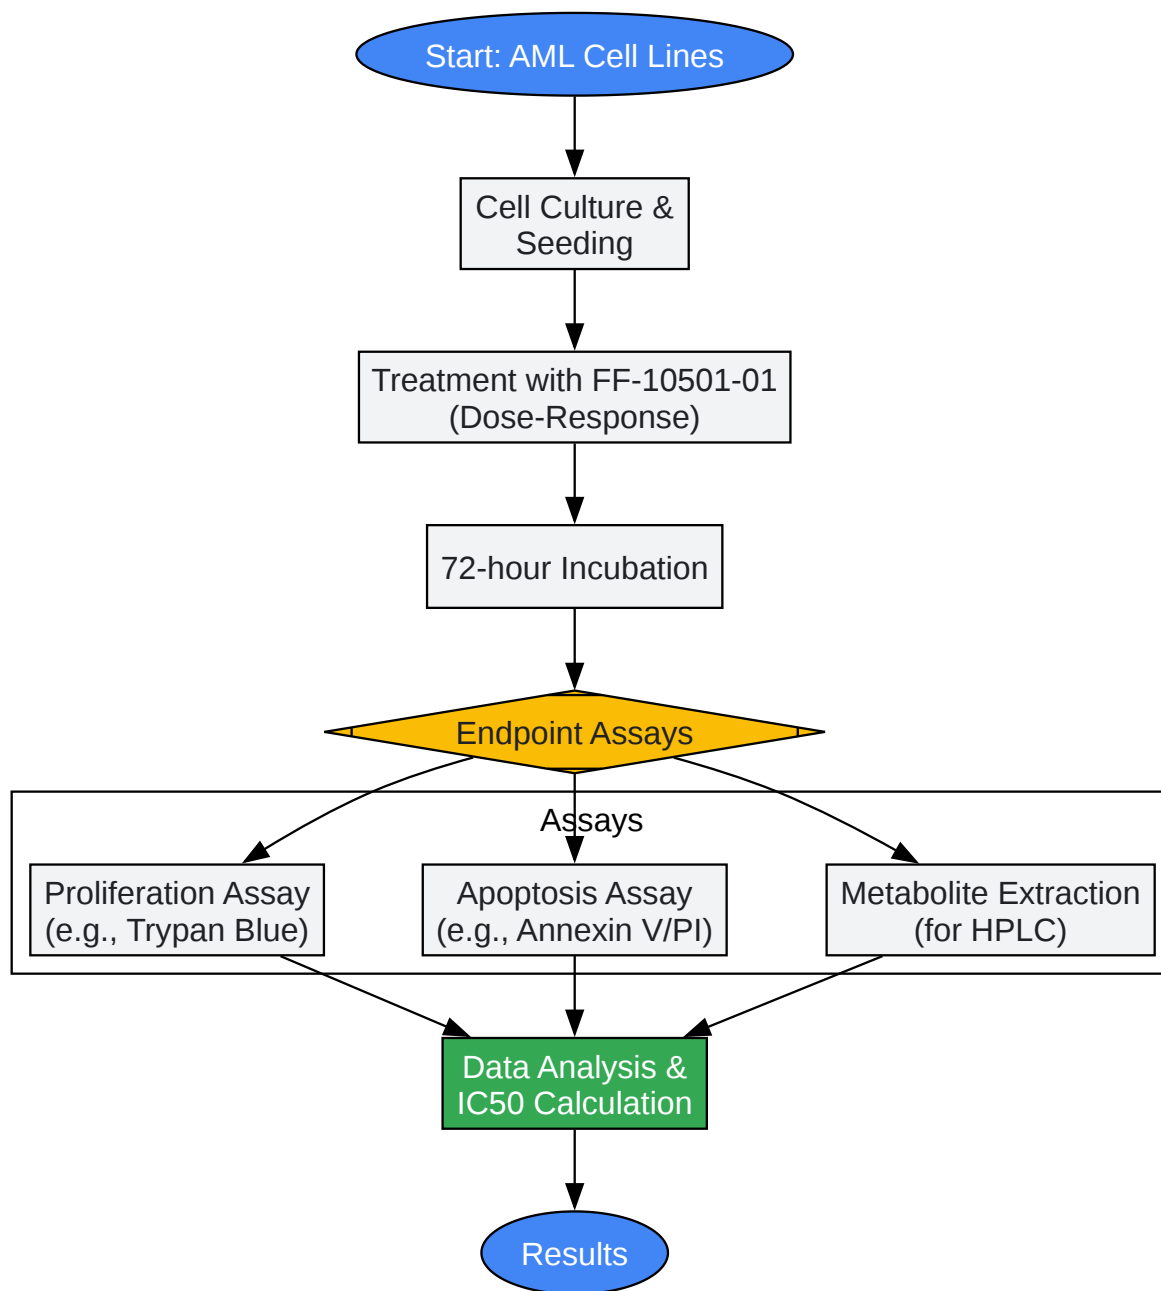 Start: AML Cell Lines
Cell Culture &
Seeding
Treatment with FF-10501-01
(Dose-Response)
72-hour Incubation
Endpoint Assays
Assays
Proliferation Assay
(e.g., Trypan Blue)
Apoptosis Assay
(e.g., Annexin V/PI)
Metabolite Extraction
(for HPLC)
Data Analysis &
IC50 Calculation
Results